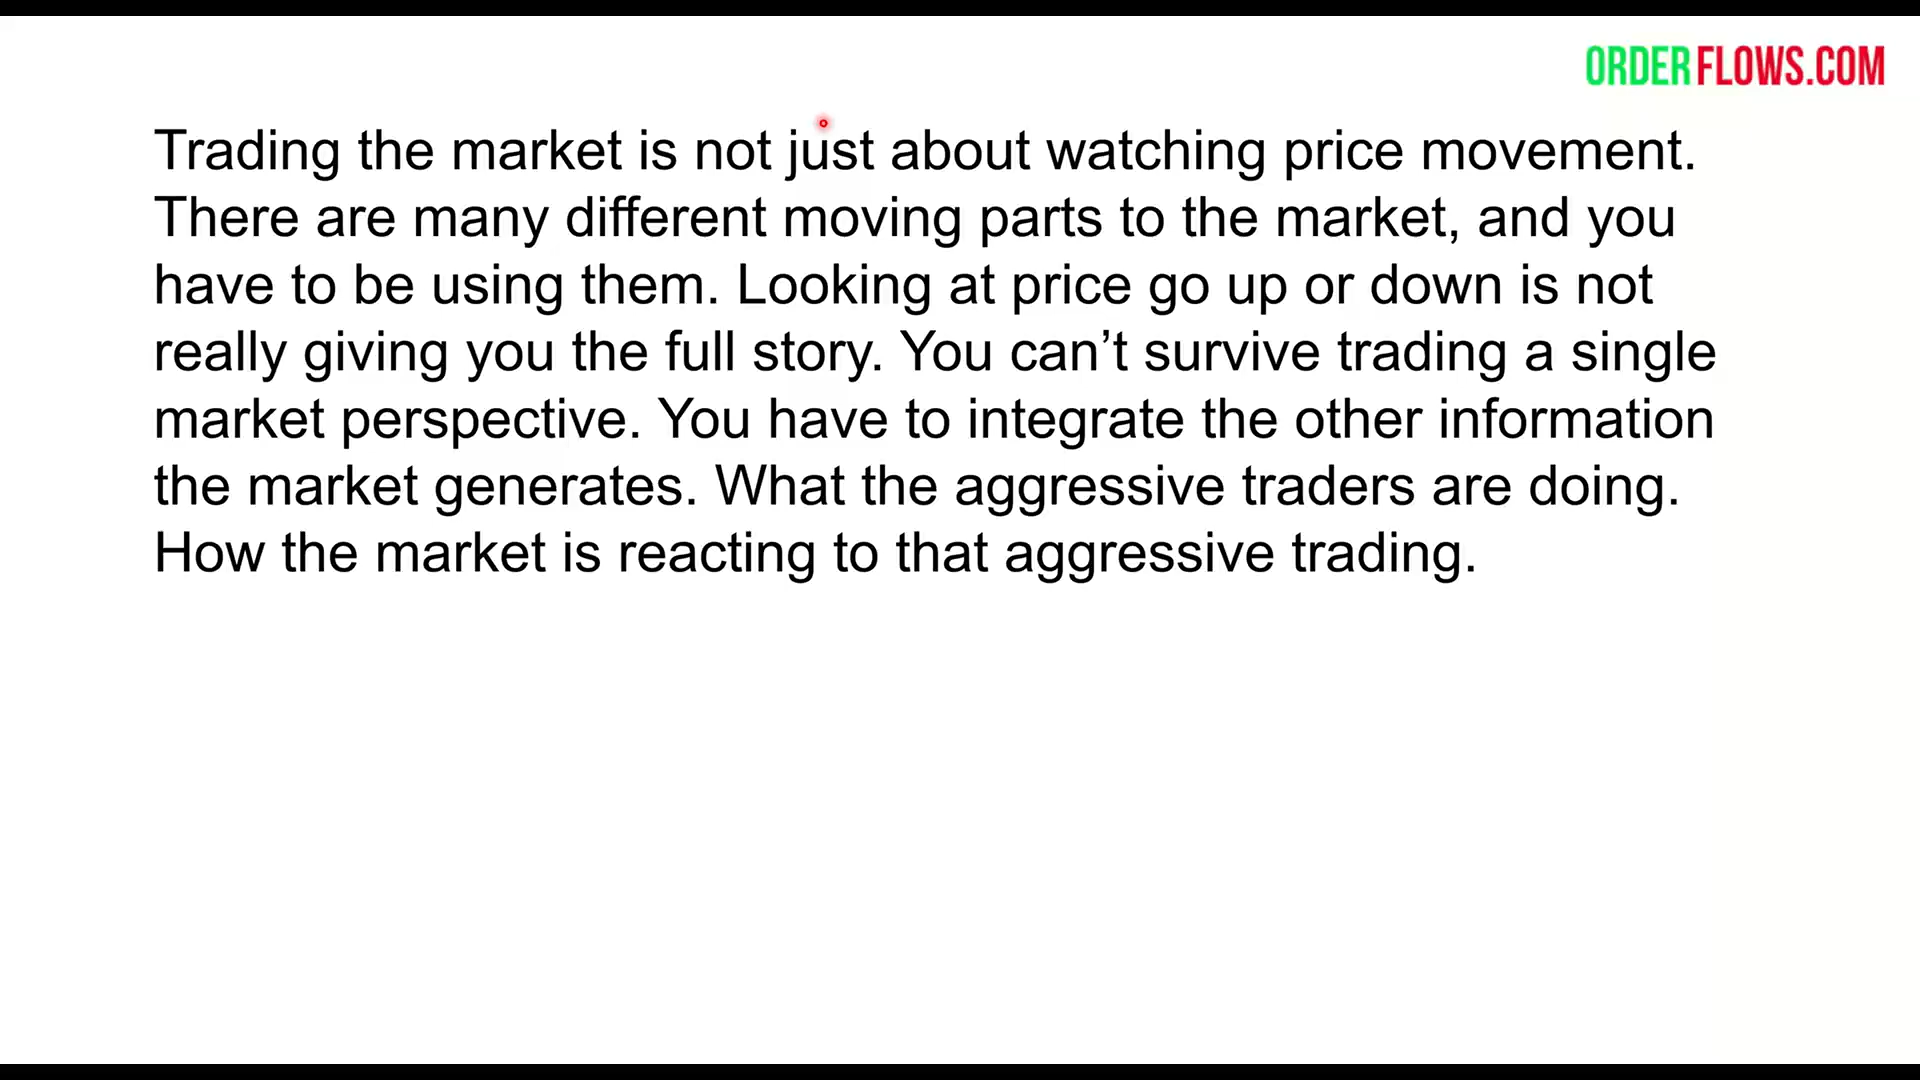 ORDERFLOWS.COM
Trading the market is not just about watching price movement.
There are many different moving parts to the market, and you
have to be using them. Looking at price go up or down is not
really giving you the full story. You can’t survive trading a single
market perspective. You have to integrate the other information
the market generates. What the aggressive traders are doing.
How the market is reacting to that aggressive trading.